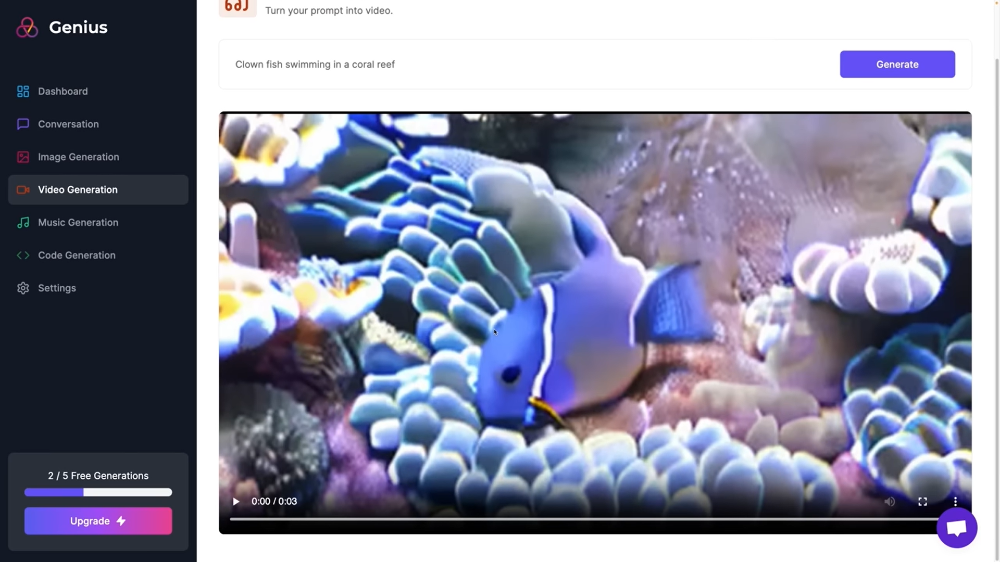 Genius
Dashboard
Conversation
Image Generation
Video Generation
Music Generation
Code Generation
Settings
2 / 5 Free Generations
Upgrade
Turn your prompt into video.
Clown fish swimming in a coral reef
Generate
0:00 / 0:03